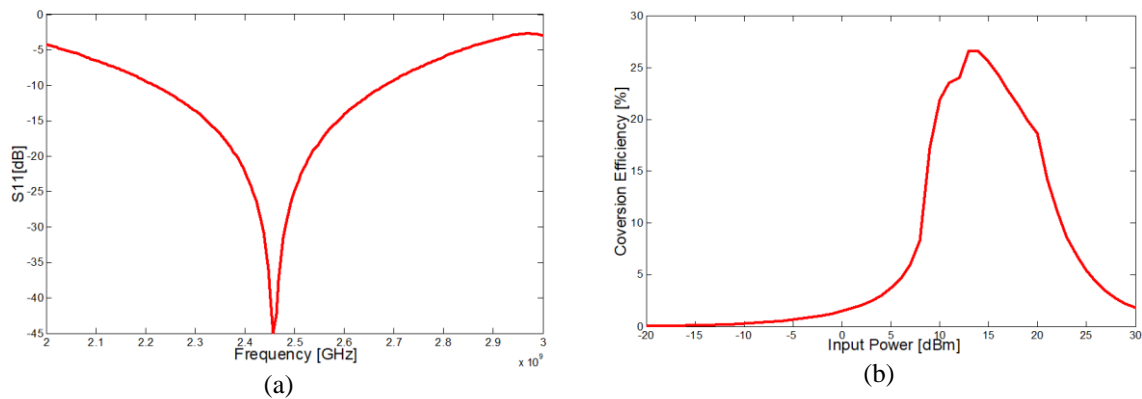 0
-5
-10
-15
-20
-25
-30
-35
-40
-45
S11[dB]
2 2.1 2.2 2.3 2.4 2.5 2.6 2.7 2.8 2.9 3
Frequency [GHz]
x 10^9
(a)
30
25
20
15
10
5
0
Coversion Efficiency [%]
-20 -15 -10 -5 0 5 10 15 20 25 30
Input Power [dBm]
(b)